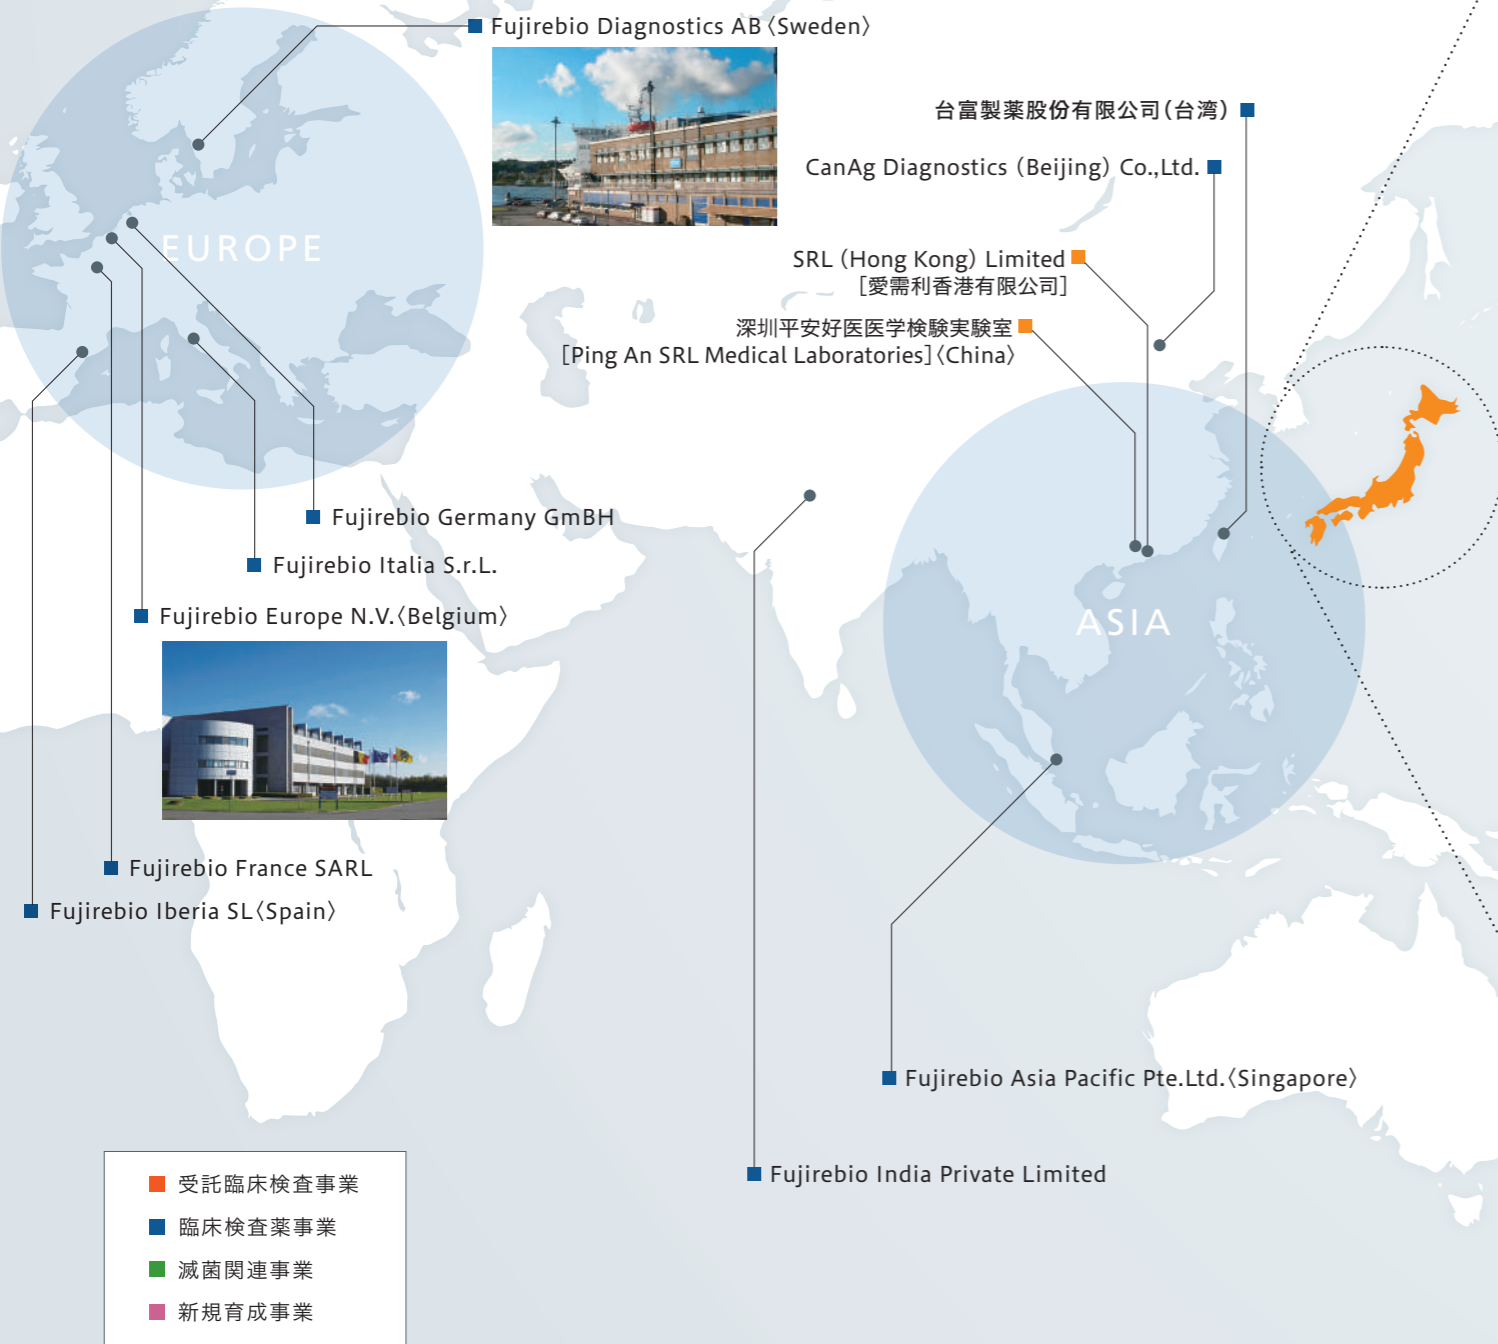 Fujirebio Diagnostics AB〈Sweden〉
台富製薬股份有限公司(台湾)
CanAg Diagnostics (Beijing) Co.,Ltd.
EUROPE
SRL (Hong Kong) Limited
[愛需利香港有限公司]
深圳平安好医医学検験実験室
[Ping An SRL Medical Laboratories]〈China〉
Fujirebio Germany GmBH
Fujirebio Italia S.r.L.
Fujirebio Europe N.V.〈Belgium〉
ASIA
Fujirebio France SARL
Fujirebio Iberia SL〈Spain〉
Fujirebio Asia Pacific Pte.Ltd.〈Singapore〉
Fujirebio India Private Limited
受託臨床検査事業
臨床検査薬事業
滅菌関連事業
新規育成事業